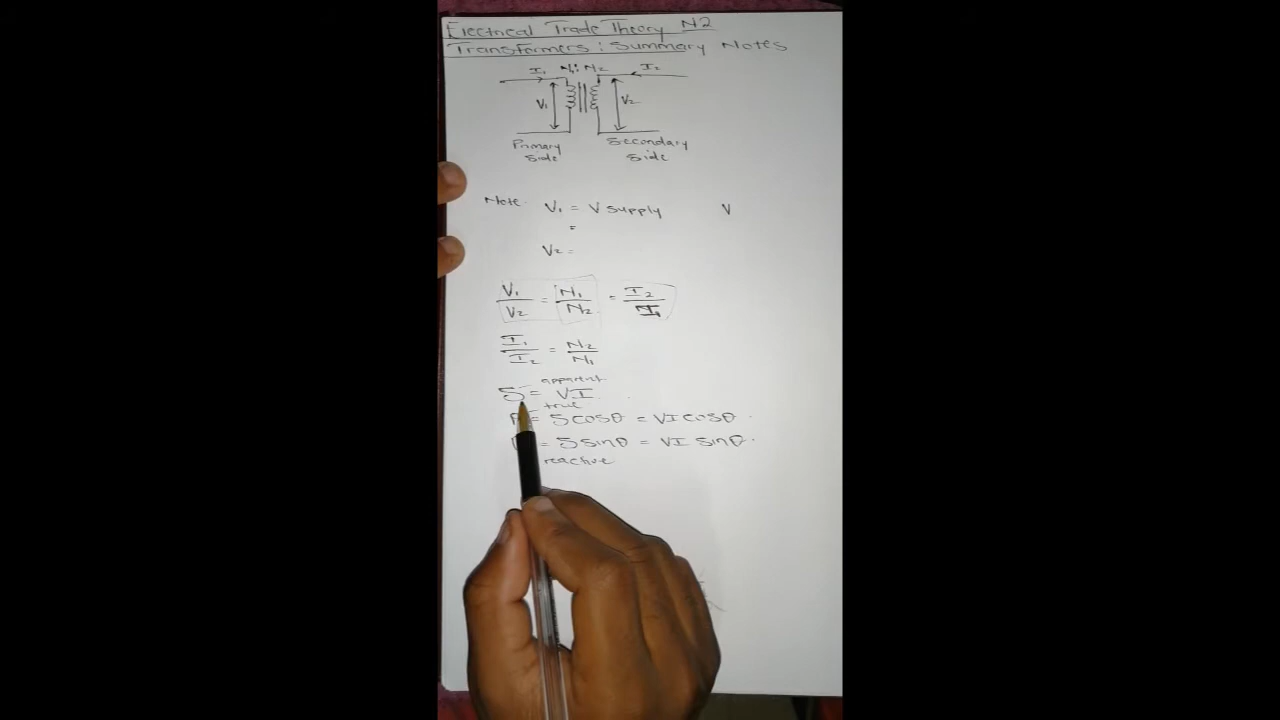 Electrical Trade Theory N2
Transformers: Summary Notes
I₁ N₁: N₂ I₂
V₁ V₂
Primary Side
Secondary Side
Note V₁ = V supply V
=
V₂ =
V₁/V₂ = N₁/N₂ = I₂/I₁
I₁/I₂ = N₂/N₁
apparent
S = VI
true
= Scosθ = VI cosθ
= Ssinθ = VI sinθ
reactive